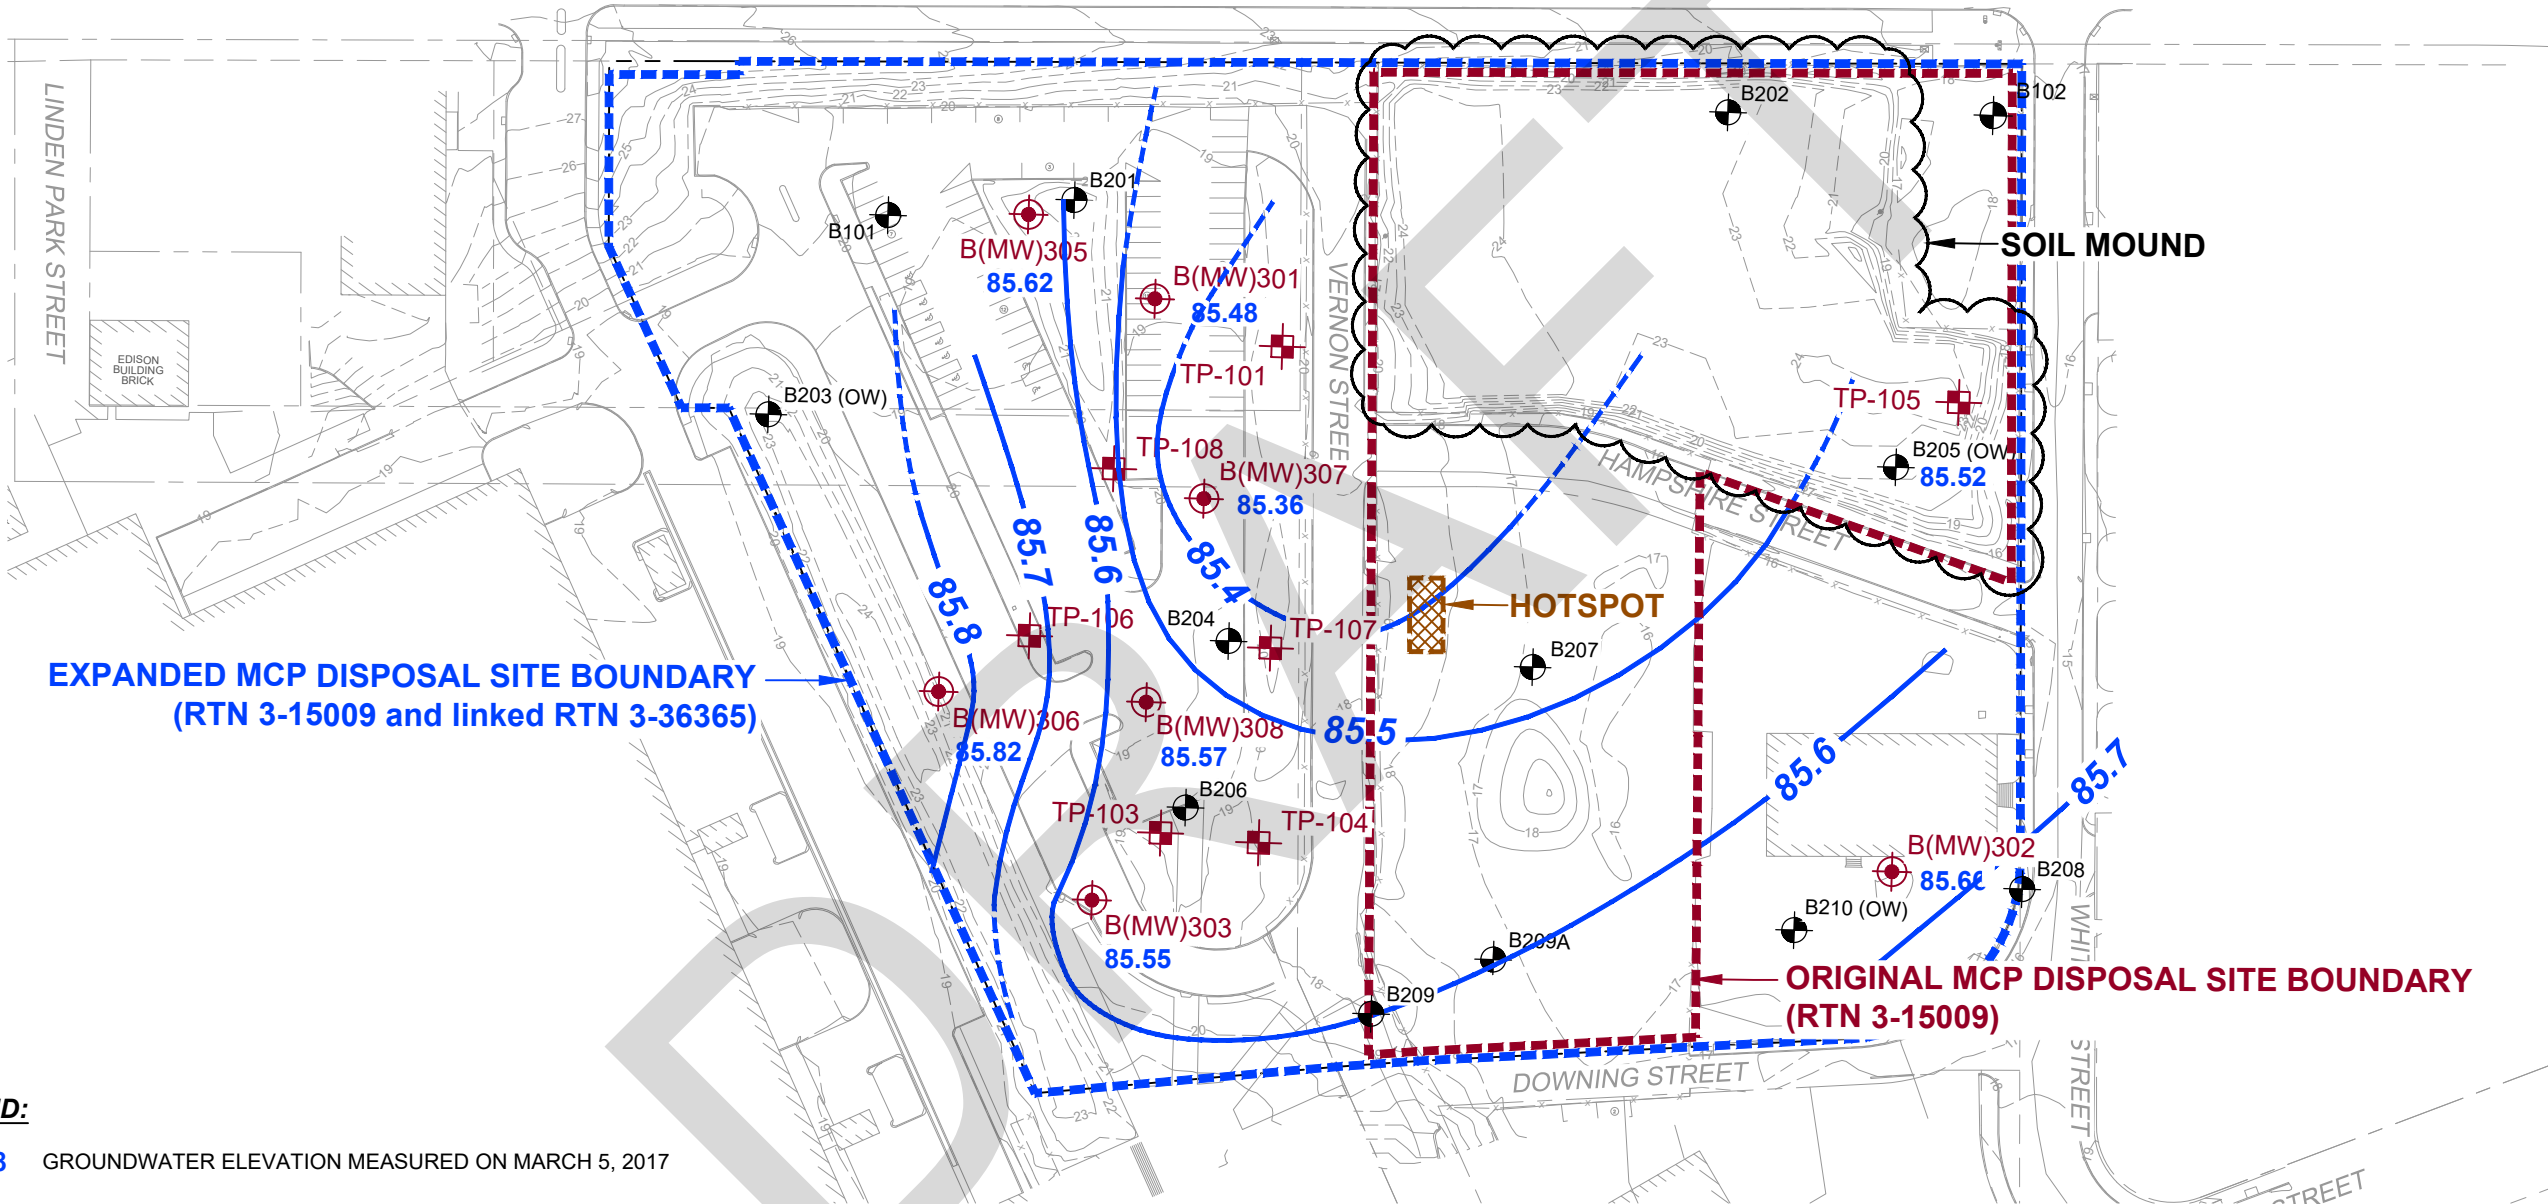 LINDEN PARK STREET
EDISON
BUILDING
BRICK
B101
B201
B(MW)305
85.62
B(MW)301
85.48
TP-101
VERNON STREET
B202
B102
SOIL MOUND
B203 (OW)
TP-108
B(MW)307
85.36
TP-105
B205 (OW
85.52
HAMPSHIRE STREET
85.8
85.7
85.6
85.4
85.5
85.6
85.7
TP-106
B204
TP-107
HOTSPOT
B207
EXPANDED MCP DISPOSAL SITE BOUNDARY
(RTN 3-15009 and linked RTN 3-36365)
B(MW)306
85.82
B(MW)308
85.57
B206
TP-103
TP-104
B(MW)303
85.55
B209
B209A
B(MW)302
85.66
B208
B210 (OW)
ORIGINAL MCP DISPOSAL SITE BOUNDARY
(RTN 3-15009)
DOWNING STREET
WHIT
STREET
STREET
DRAFT
D:
3 GROUNDWATER ELEVATION MEASURED ON MARCH 5, 2017